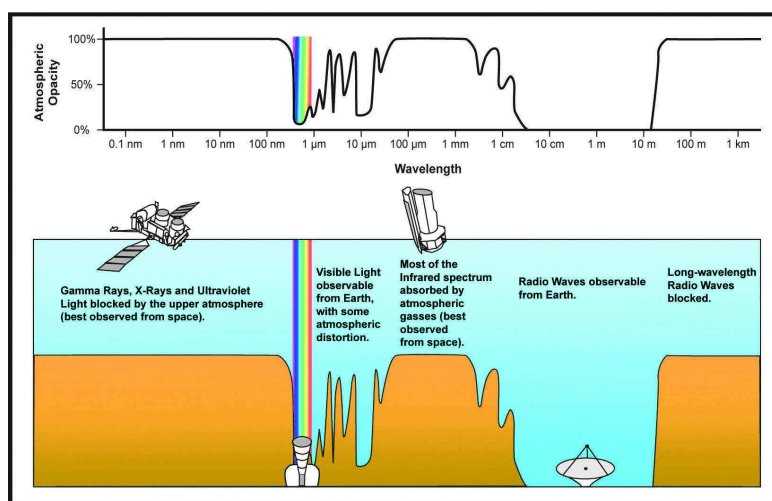 Atmospheric
Opacity
100%
50%
0%
0.1 nm
1 nm
10 nm
100 nm
1 μm
10 μm
100 μm
1 mm
1 cm
10 cm
1 m
10 m
100 m
1 km
Wavelength
Gamma Rays, X-Rays and Ultraviolet
Light blocked by the upper atmosphere
(best observed from space).
Visible Light
observable
from Earth,
with some
atmospheric
distortion.
Most of the
Infrared spectrum
absorbed by
atmospheric
gasses (best
observed
from space).
Radio Waves observable
from Earth.
Long-wavelength
Radio Waves
blocked.